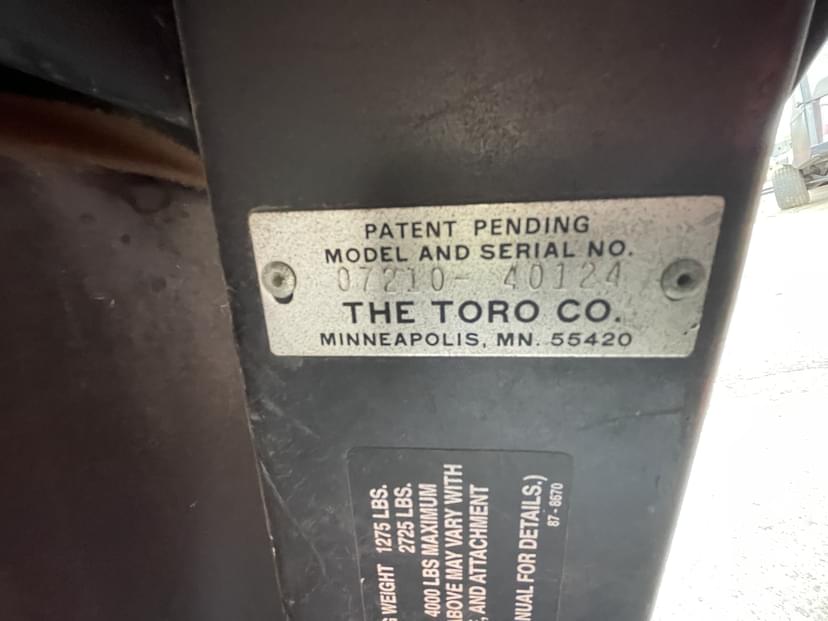 PATENT PENDING
MODEL AND SERIAL NO.
07210- 40124
THE TORO CO.
MINNEAPOLIS, MN. 55420
WEIGHT 1275 LBS.
2725 LBS.
4000 LBS MAXIMUM
ABOVE MAY VARY WITH
AND ATTACHMENT
FOR DETAILS.)
87-8670